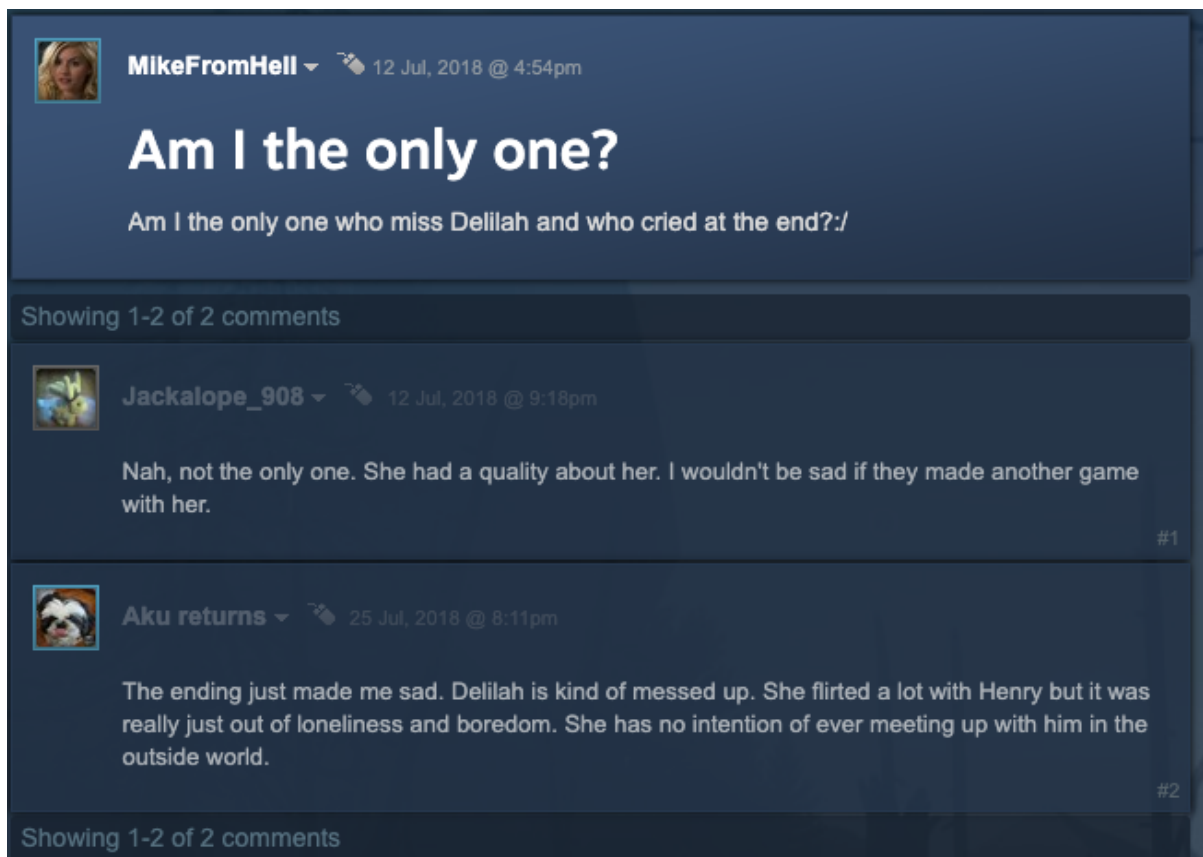 MikeFromHell 12 Jul, 2018 @ 4:54pm
Am I the only one?
Am I the only one who miss Delilah and who cried at the end?:/
Showing 1-2 of 2 comments
Jackalope_908 12 Jul, 2018 @ 9:18pm
Nah, not the only one. She had a quality about her. I wouldn't be sad if they made another game
with her.
#1
Aku returns 25 Jul, 2018 @ 8:11pm
The ending just made me sad. Delilah is kind of messed up. She flirted a lot with Henry but it was
really just out of loneliness and boredom. She has no intention of ever meeting up with him in the
outside world.
#2
Showing 1-2 of 2 comments